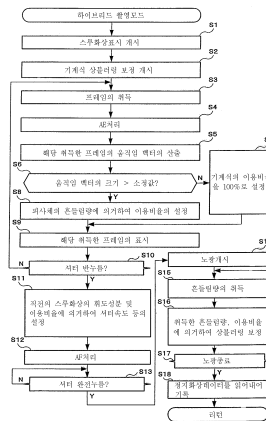 하이브리드 촬영모드
S1
스루화상표시 개시
S2
기계식 상블러링 보정 개시
S3
프레임의 취득
S4
AE처리
S5
해당 취득한 프레임의 움직임 벡터의 산출
S6
움직임 벡터의 크기 > 소정값?
N
Y
기계식의 이용비율
을 100%로 설정
S8
피사체의 흔들림량에 의거하여 이용비율의 설정
S9
해당 취득한 프레임의 표시
S10
N
셔터 반누름?
Y
S11
직전의 스루화상의 휘도성분 및
이용비율에 의거하여 셔터속도 등의
설정
S12
AF처리
S13
N
셔터 완전누름?
Y
노광개시
S15
흔들림량의 취득
S16
취득한 흔들림량, 이용비율
에 의거하여 상블러링 보정
S17
N
노광종료
Y
S18
정지화상데이터를 읽어내어
기록
리턴